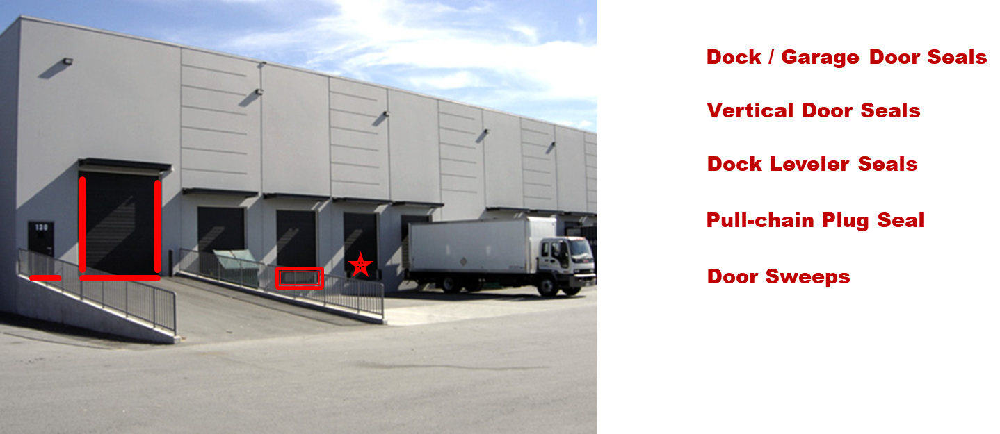 130
Dock / Garage Door Seals
Vertical Door Seals
Dock Leveler Seals
Pull-chain Plug Seal
Door Sweeps